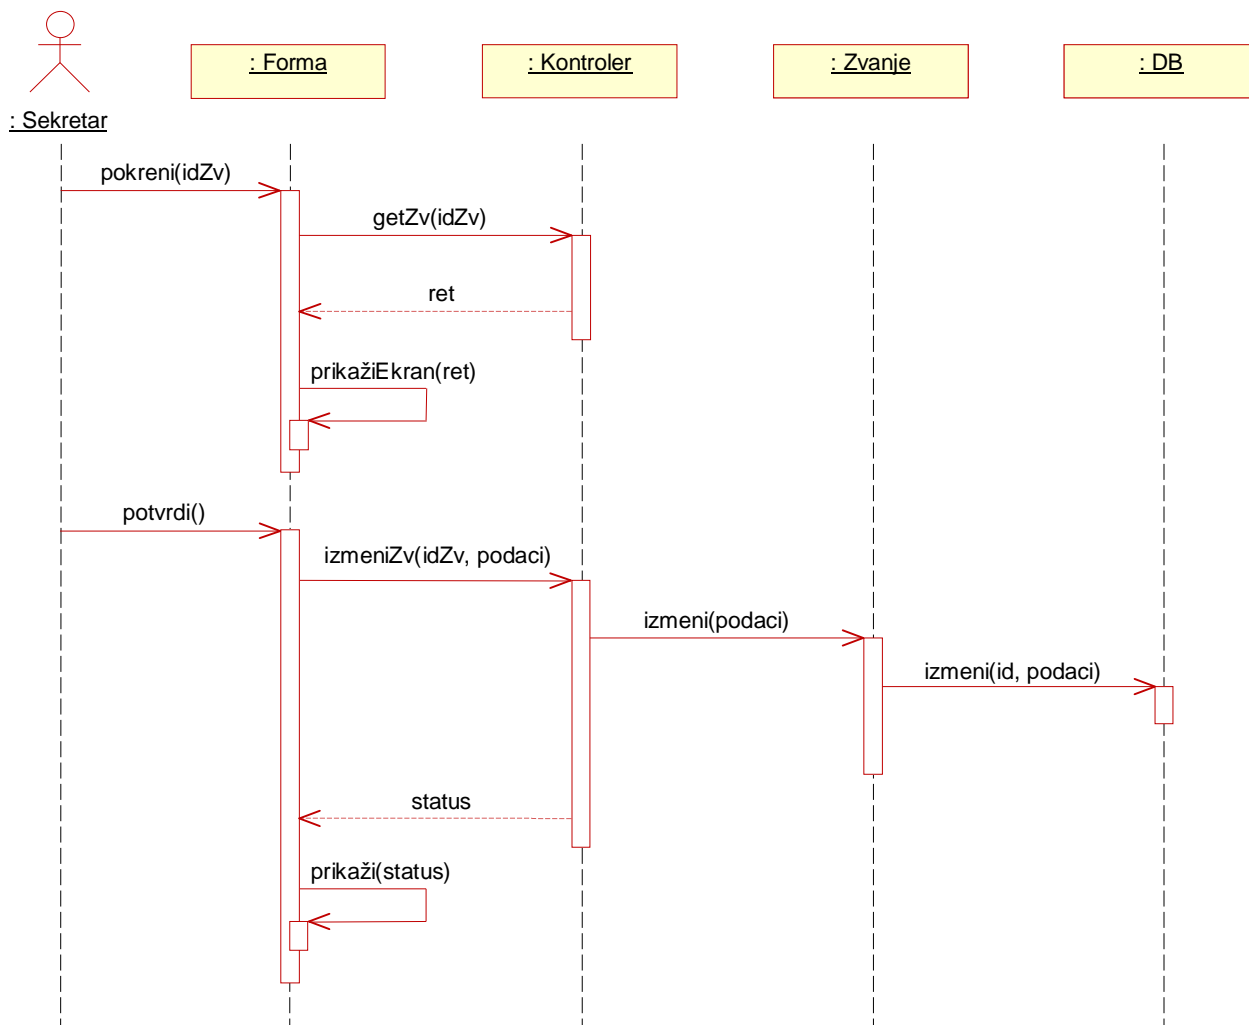 : Forma
: Kontroler
: Zvanje
: DB
: Sekretar
pokreni(idZv)
getZv(idZv)
ret
prikažiEkran(ret)
potvrdi()
izmeniZv(idZv, podaci)
izmeni(podaci)
izmeni(id, podaci)
status
prikaži(status)